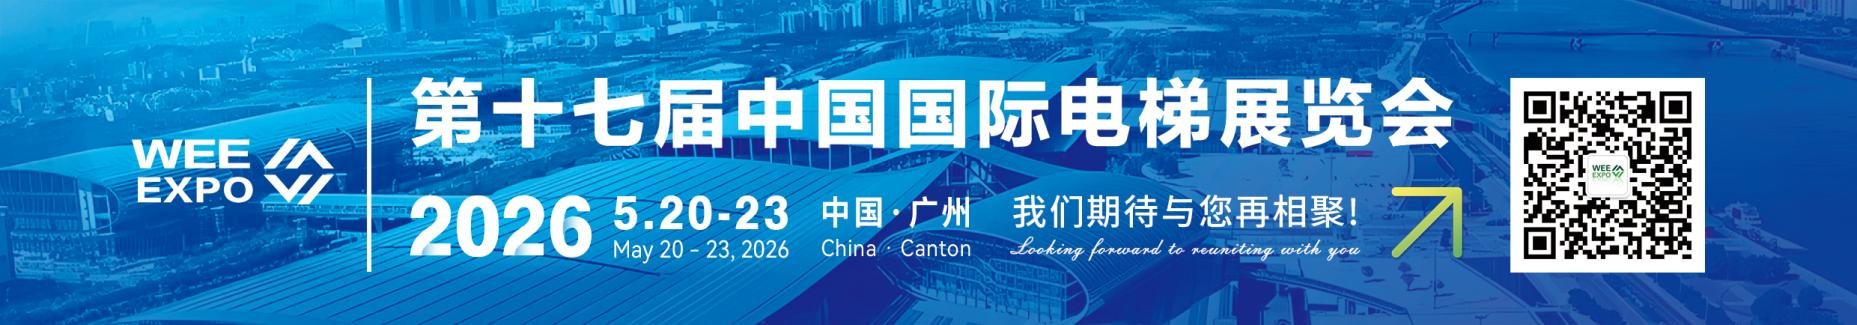 WEE
EXPO
第十七届中国国际电梯展览会
2026
5.20-23
May 20 - 23, 2026
中国·广州
China · Canton
我们期待与您再相聚!
Looking forward to reuniting with you
WEE
EXPO